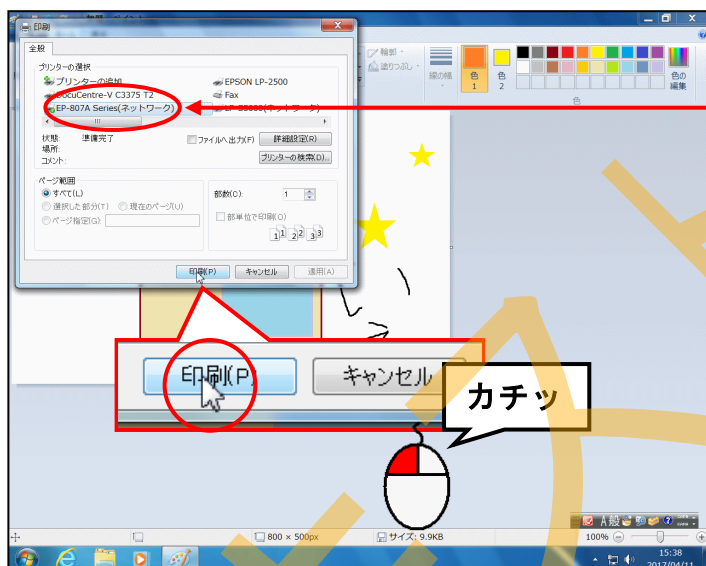 印刷
全般
プリンターの選択
プリンターの追加
DocuCentre-V C3375 T2
EP-807A Series(ネットワーク)
EPSON LP-2500
Fax
状態: 準備完了
場所:
コメント:
ファイルへ出力(F)
詳細設定(R)
プリンターの検索(D)...
ページ範囲
すべて(L)
選択した部分(T)
現在のページ(U)
ページ指定(G):
部数(C): 1
部単位で印刷(O)
11 22 33
印刷(P)
キャンセル
適用(A)
輪郭
塗りつぶし
線の幅
色
1
色
2
色の
編集
色
印刷(P)
キャンセル
カチッ
A 般
800 × 500px
サイズ: 9.9KB
100%
15:38
2017/04/11